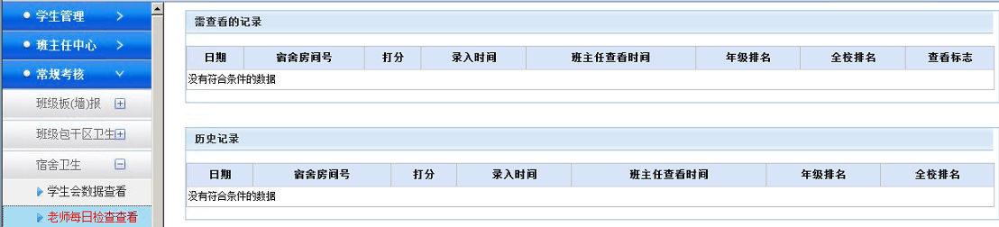 学生管理
班主任中心
常规考核
班级板(墙)报
班级包干区卫生
宿舍卫生
学生会数据查看
老师每日检查查看
需查看的记录
日期 宿舍房间号 打分 录入时间 班主任查看时间 年级排名 全校排名 查看标志
没有符合条件的数据
历史记录
日期 宿舍房间号 打分 录入时间 班主任查看时间 年级排名 全校排名
没有符合条件的数据